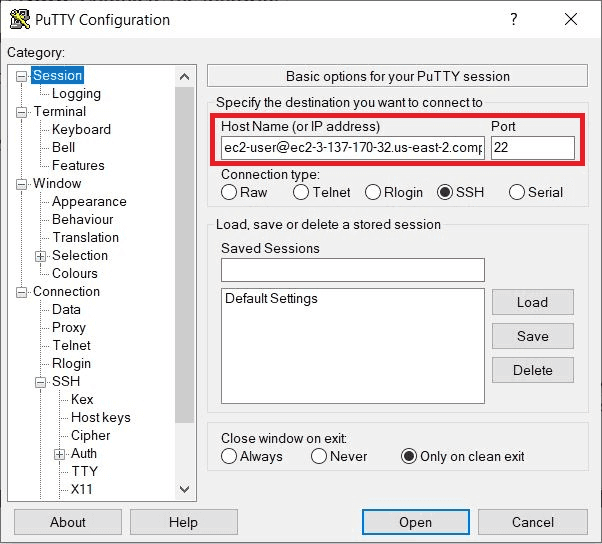 PuTTY Configuration
?
Category:
Session
Logging
Terminal
Keyboard
Bell
Features
Window
Appearance
Behaviour
Translation
Selection
Colours
Connection
Data
Proxy
Telnet
Rlogin
SSH
Kex
Host keys
Cipher
Auth
TTY
X11
Basic options for your PuTTY session
Specify the destination you want to connect to
Host Name (or IP address) Port
ec2-user@ec2-3-137-170-32.us-east-2.comp 22
Connection type:
Raw Telnet Rlogin SSH Serial
Load, save or delete a stored session
Saved Sessions
Default Settings
Load
Save
Delete
Close window on exit:
Always Never Only on clean exit
About Help Open Cancel